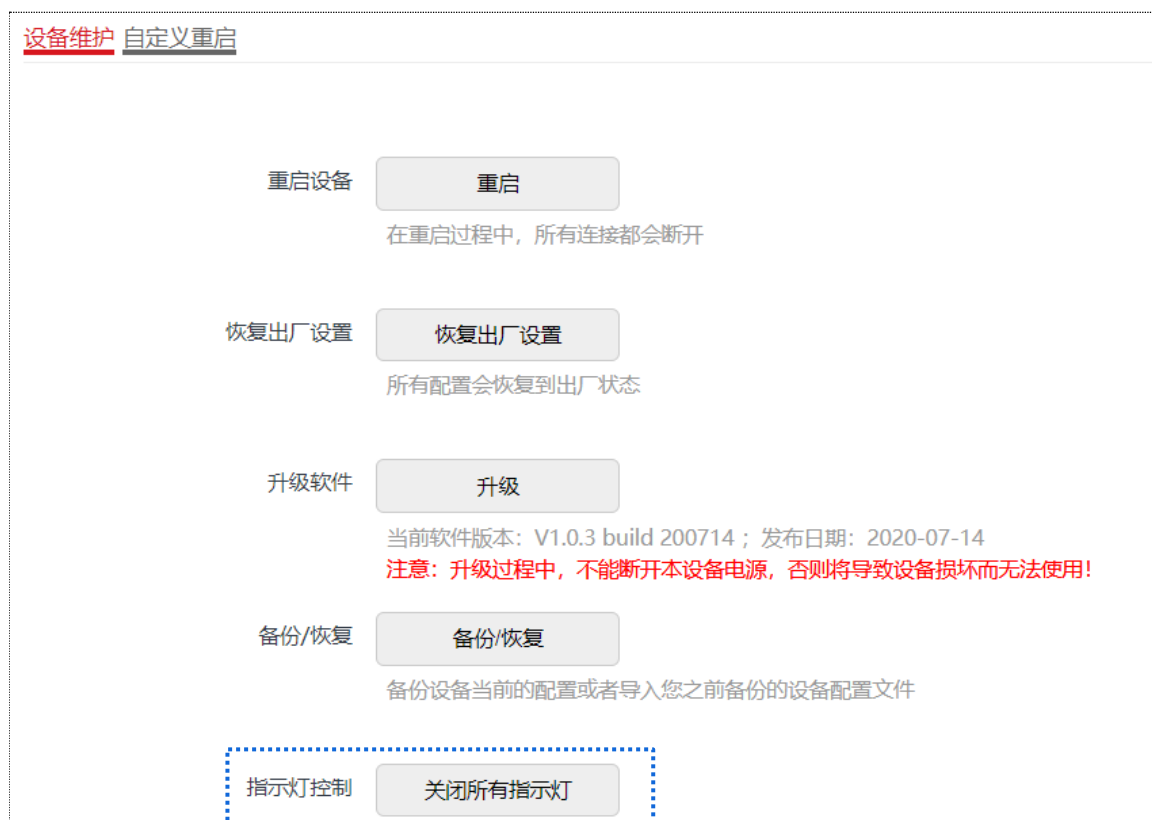 设备维护 自定义重启
重启设备 重启
在重启过程中，所有连接都会断开
恢复出厂设置 恢复出厂设置
所有配置会恢复到出厂状态
升级软件 升级
当前软件版本：V1.0.3 build 200714；发布日期：2020-07-14
注意：升级过程中，不能断开本设备电源，否则将导致设备损坏而无法使用！
备份/恢复 备份/恢复
备份设备当前的配置或者导入您之前备份的设备配置文件
指示灯控制 关闭所有指示灯